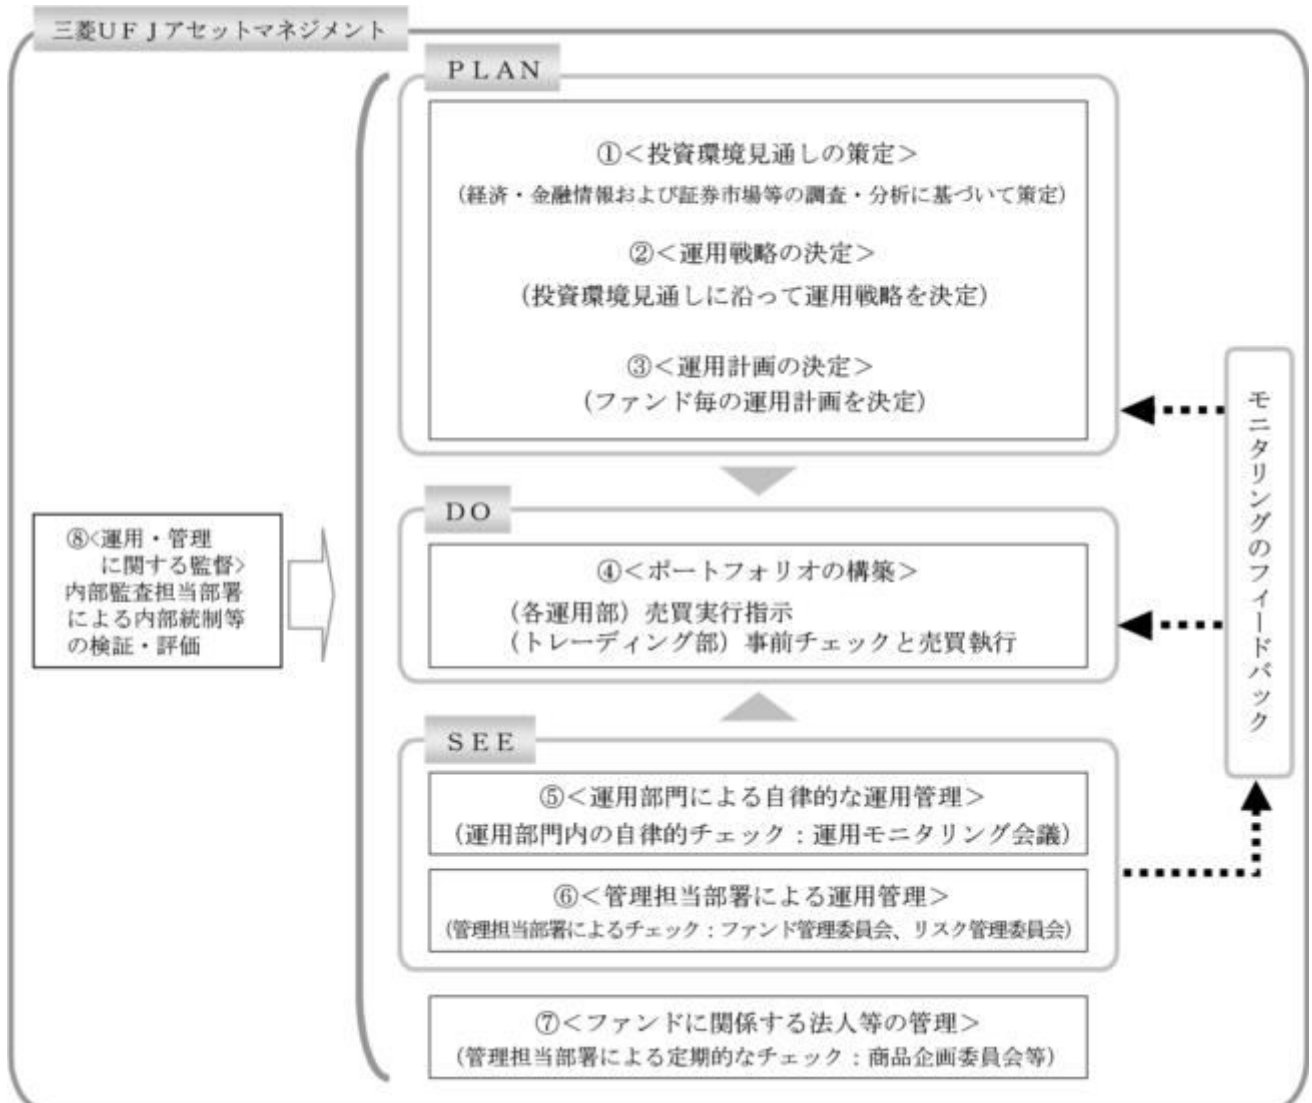 三菱ＵＦＪアセットマネジメント
ＰＬＡＮ
①＜投資環境見通しの策定＞
（経済・金融情報および証券市場等の調査・分析に基づいて策定）
②＜運用戦略の決定＞
（投資環境見通しに沿って運用戦略を決定）
③＜運用計画の決定＞
（ファンド毎の運用計画を決定）
ＤＯ
④＜ポートフォリオの構築＞
（各運用部）売買実行指示
（トレーディング部）事前チェックと売買執行
ＳＥＥ
⑤＜運用部門による自律的な運用管理＞
（運用部門内の自律的チェック：運用モニタリング会議）
⑥＜管理担当部署による運用管理＞
（管理担当部署によるチェック：ファンド管理委員会、リスク管理委員会）
⑦＜ファンドに関係する法人等の管理＞
（管理担当部署による定期的なチェック：商品企画委員会等）
⑧<運用・管理
に関する監督>
内部監査担当部署
による内部統制等
の検証・評価
モニタリングのフィードバック